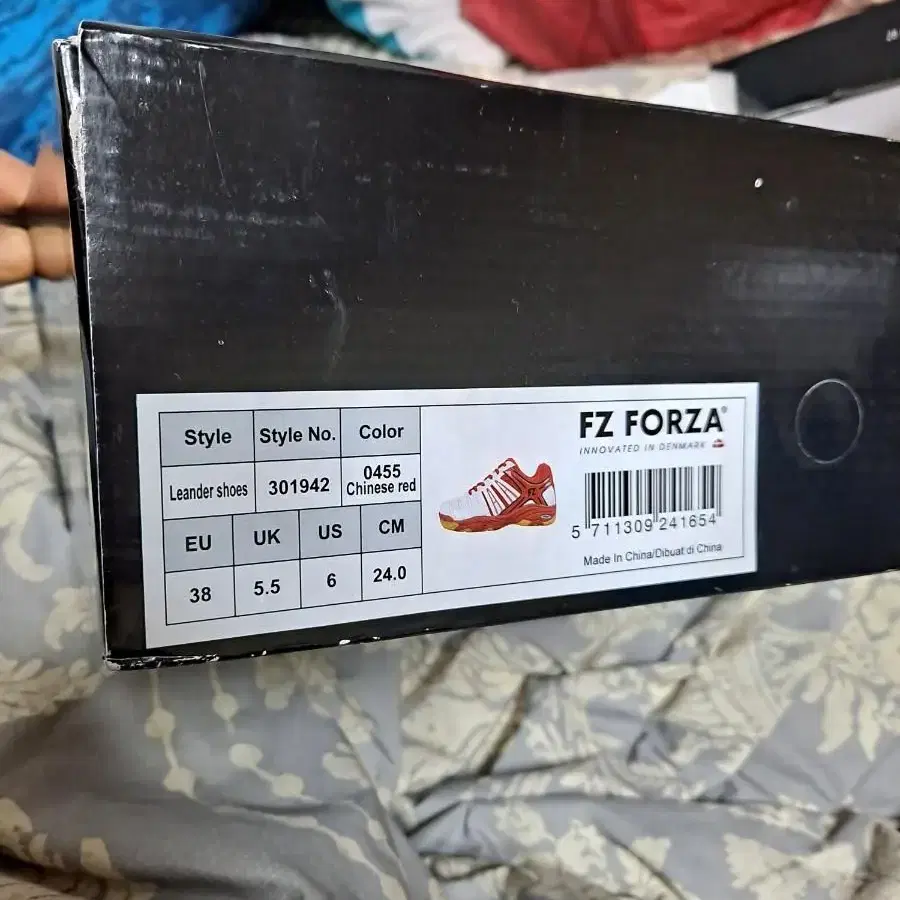 Style Style No. Color
Leander shoes 301942 0455 Chinese red
EU UK US CM
38 5.5 6 24.0
FZ FORZA®
INNOVATED IN DENMARK
FZ
5 711309 241654
Made In China/Dibuat di China